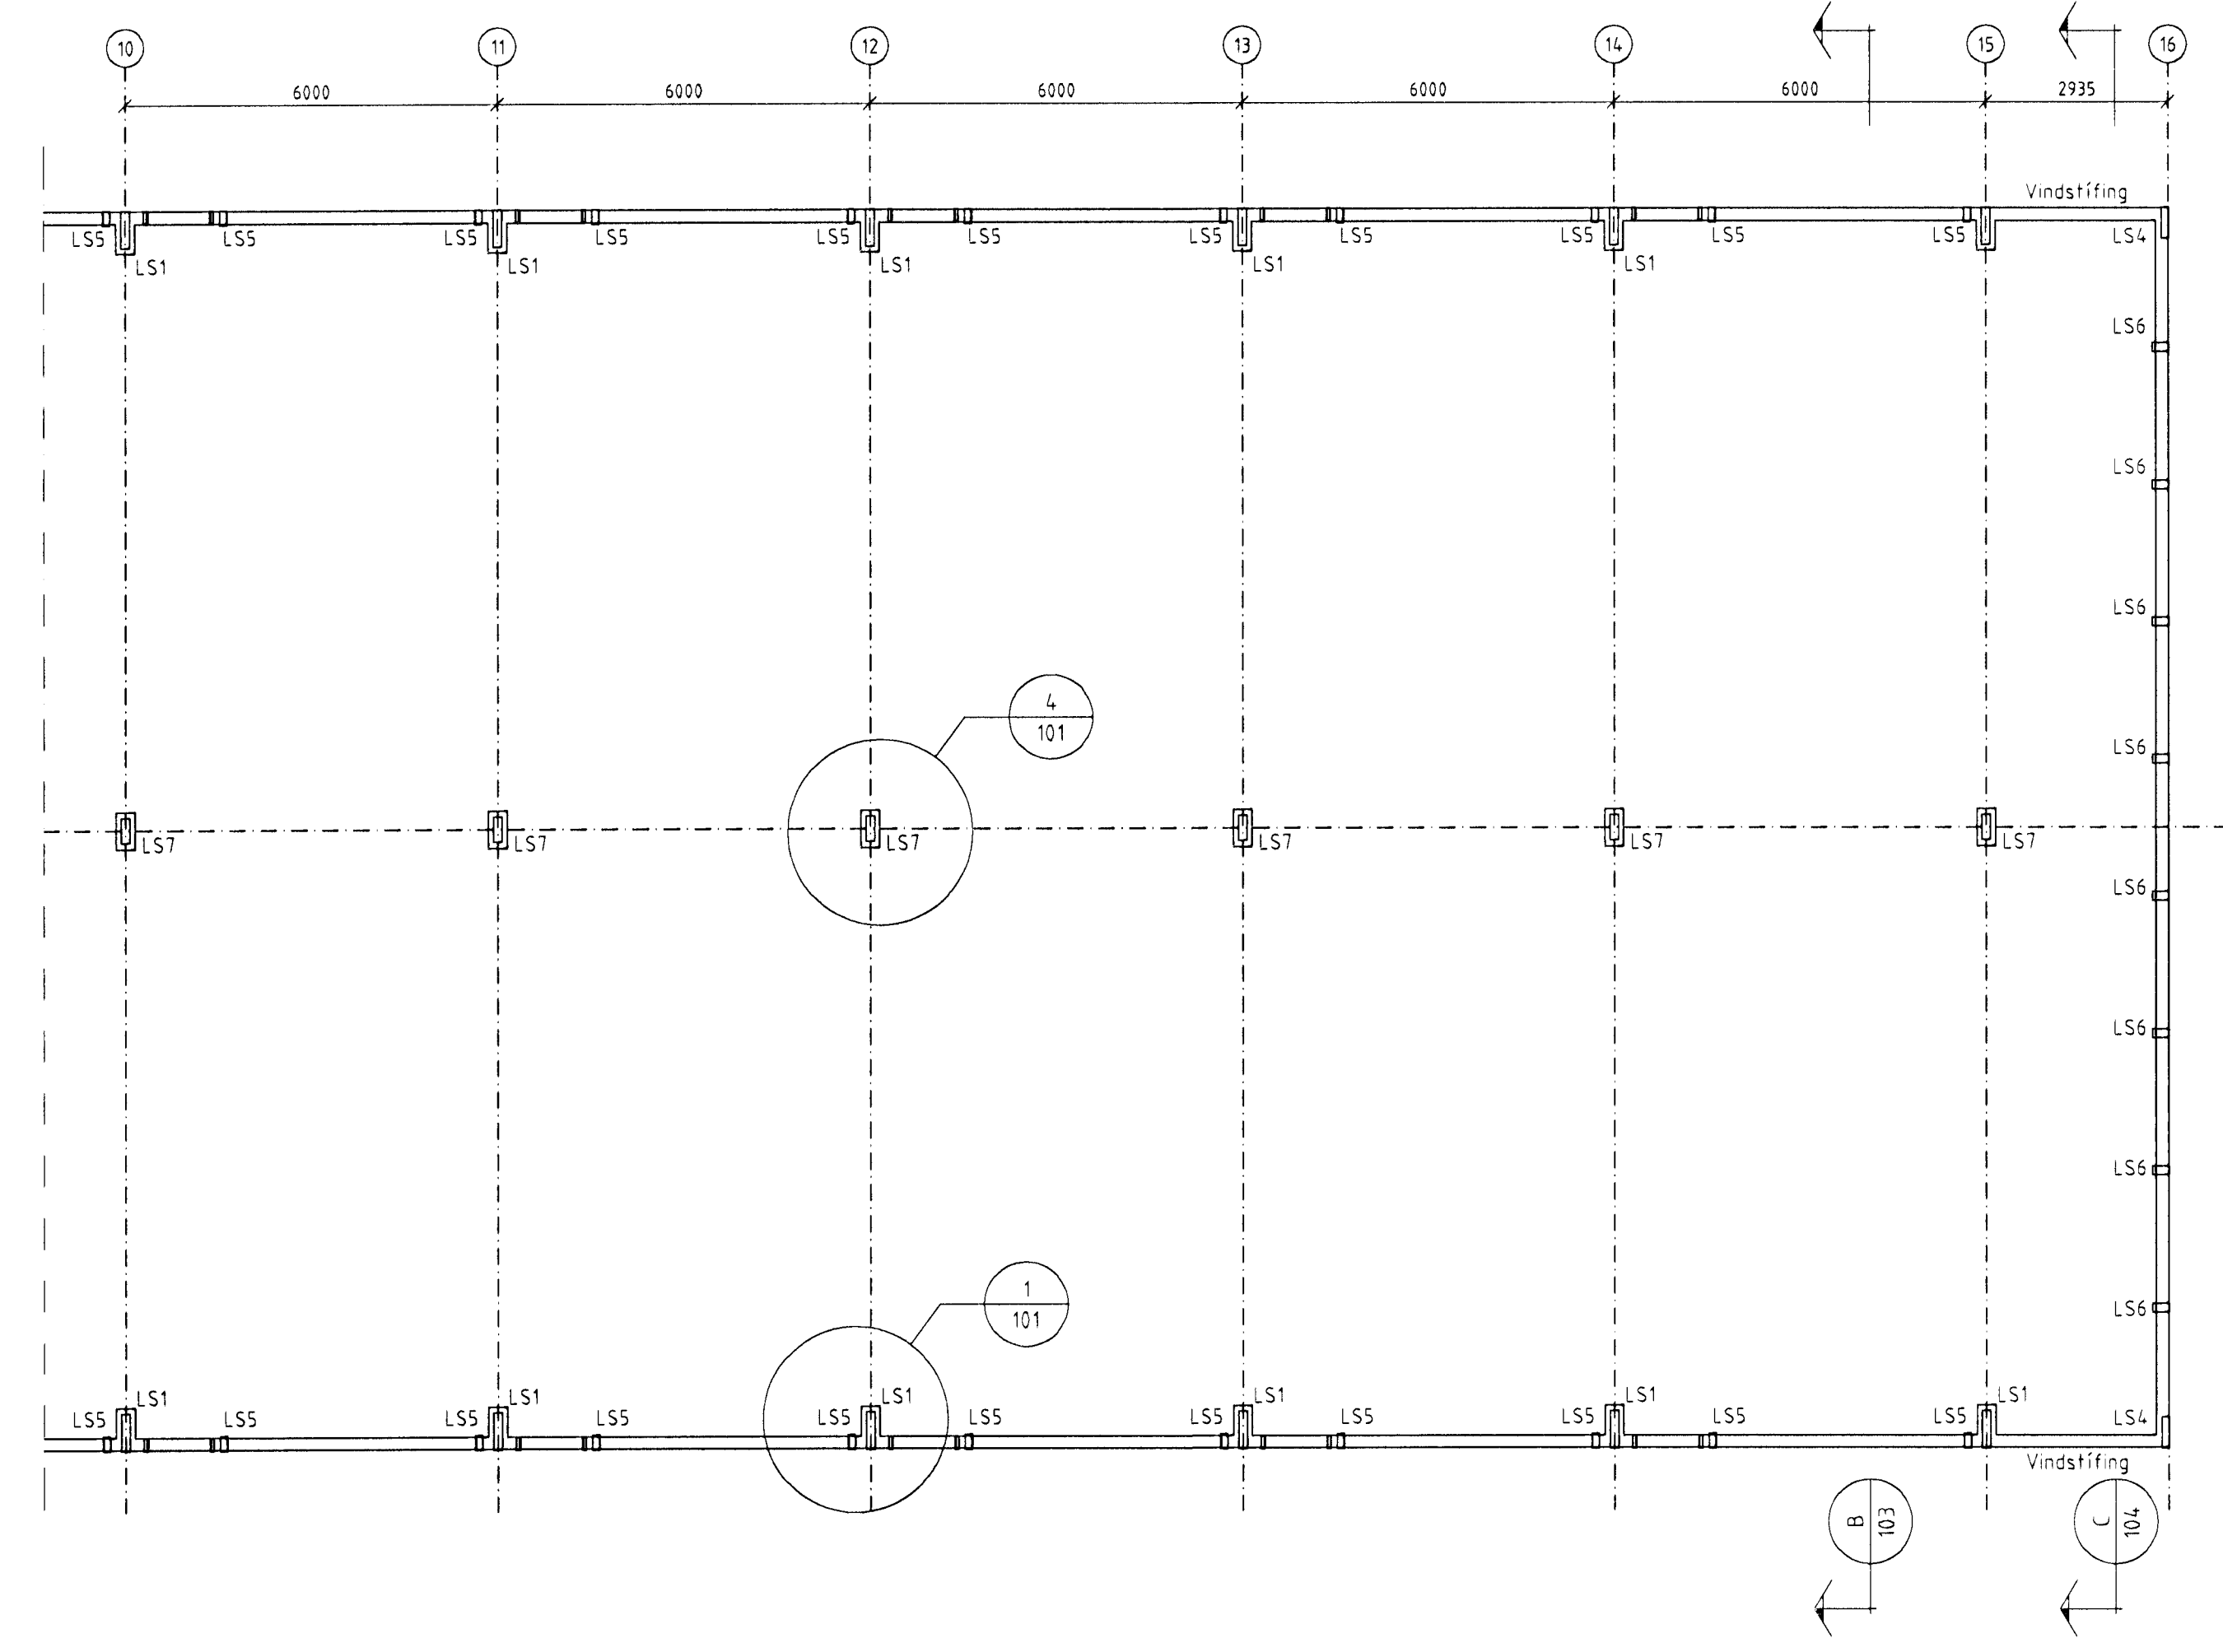 10 11 12 13 14 15 16
6000 6000 6000 6000 6000 2935
Vindstífing
LS5 LS5 LS5 LS5 LS5 LS5 LS5 LS5 LS5 LS5 LS5 LS4
LS1 LS1 LS1 LS1 LS1
LS6
LS6
LS6
4
101
LS6
LS7 LS7 LS7 LS7 LS7 LS7
LS6
LS6
LS6
1
101
LS6
LS1 LS1 LS1 LS1 LS1 LS1
LS5 LS5 LS5 LS5 LS5 LS5 LS5 LS5 LS5 LS5 LS5 LS4
Vindstífing
B
103
C
104